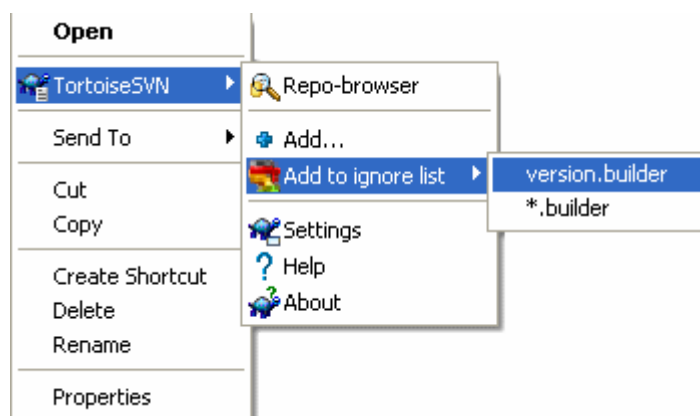 Open
TortoiseSVN
Send To
Cut
Copy
Create Shortcut
Delete
Rename
Properties
Repo-browser
Add...
Add to ignore list
Settings
Help
About
version.builder
*.builder